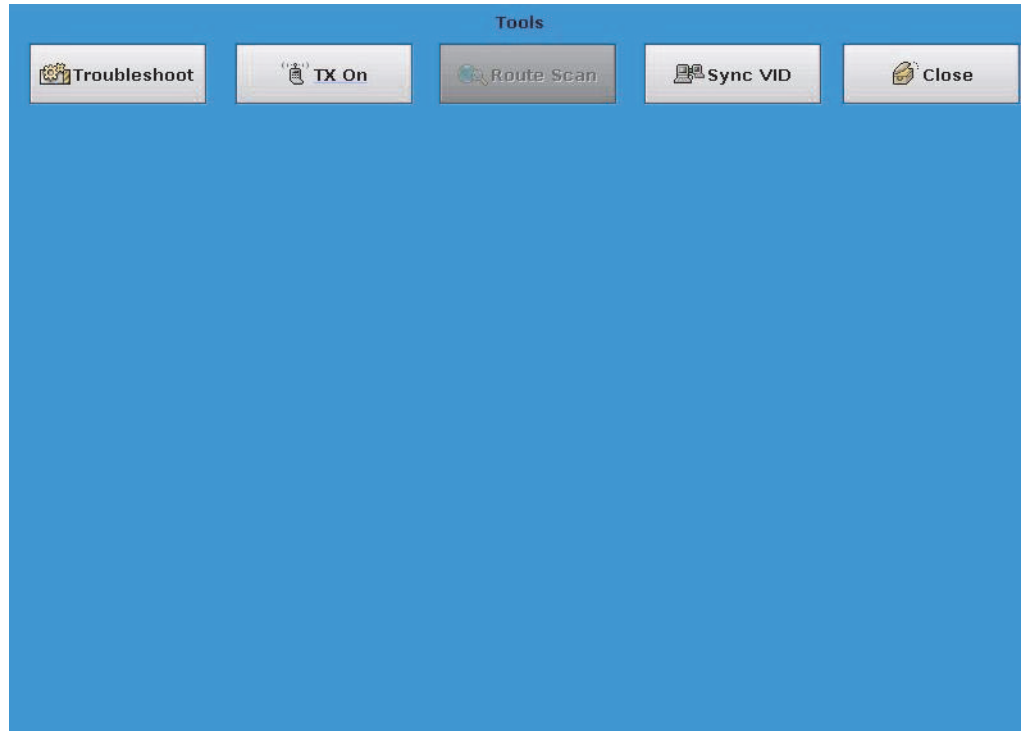 Tools
Troubleshoot
TX On
Route Scan
Sync VID
Close